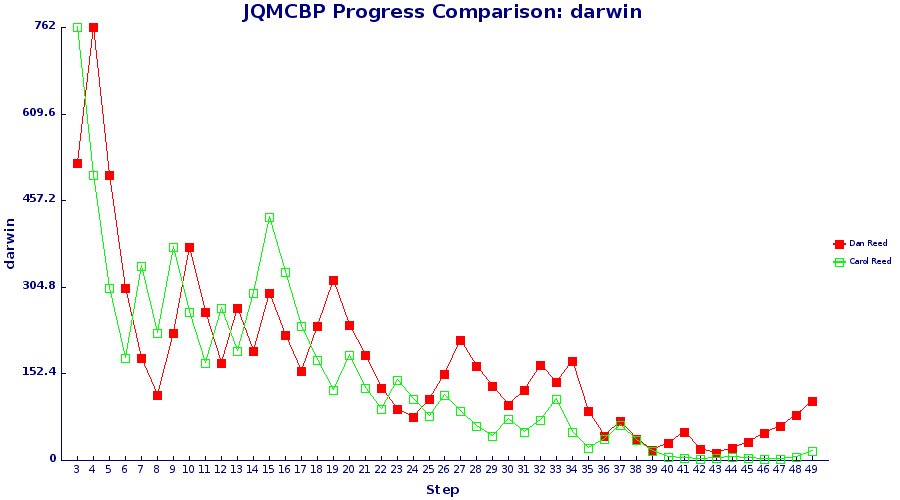 JQMCBP Progress Comparison: darwin
762
609.6
457.2
304.8
152.4
0
darwin
3 4 5 6 7 8 9 10 11 12 13 14 15 16 17 18 19 20 21 22 23 24 25 26 27 28 29 30 31 32 33 34 35 36 37 38 39 40 41 42 43 44 45 46 47 48 49
Step
Dan Reed
Carol Reed